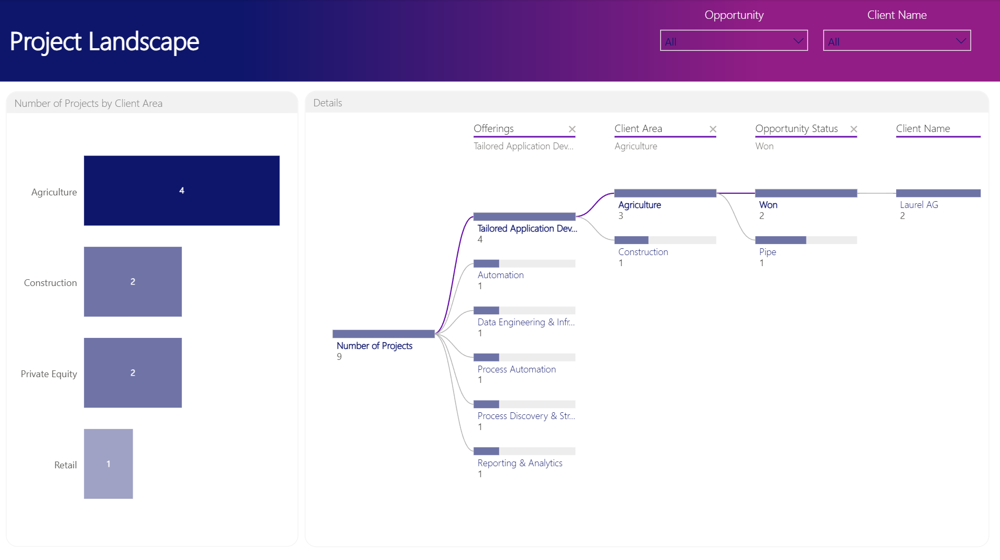 Project Landscape
Opportunity
All
Client Name
All
Number of Projects by Client Area
Agriculture
4
Construction
2
Private Equity
2
Retail
1
Details
Offerings
Tailored Application Dev...
Client Area
Agriculture
Opportunity Status
Won
Client Name
Number of Projects
9
Tailored Application Dev...
4
Automation
1
Data Engineering & Infr...
1
Process Automation
1
Process Discovery & Str...
1
Reporting & Analytics
1
Agriculture
3
Construction
1
Won
2
Pipe
1
Laurel AG
2